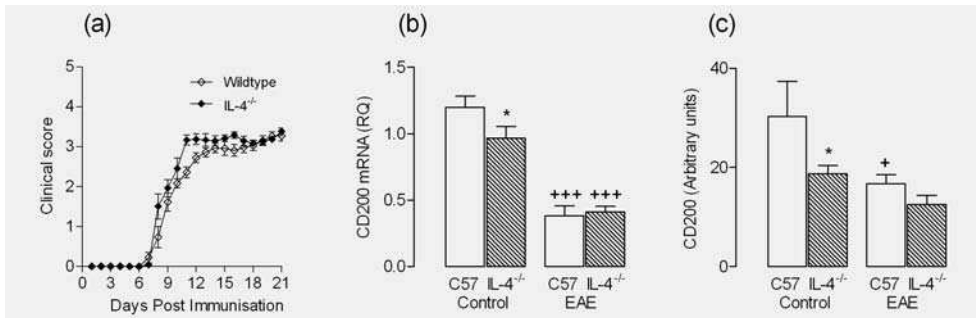 (a)
5
4
3
2
1
0
Clinical score
Wildtype
IL-4-/-
0 3 6 9 12 15 18 21
Days Post Immunisation
(b)
1.5
1.0
0.5
0.0
CD200 mRNA (RQ)
*
+++ +++
C57 IL-4-/- C57 IL-4-/-
Control EAE
(c)
40
20
0
CD200 (Arbitrary units)
*
+
C57 IL-4-/- C57 IL-4-/-
Control EAE